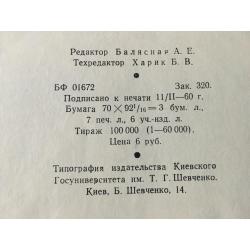 Редактор Балясная А. Е.
Техредактор Харик Б. В.
БФ 01672 Зак. 320.
Подписано к печати 11/II—60 г.
Бумага 70 × 92¹/₁₆ = 3 бум. л.,
7 печ. л., 6 уч.-изд. л.
Тираж 100 000 (1—60 000).
Цена 6 руб.
Типография издательства Киевского
Госуниверситета им. Т. Г. Шевченко.
Киев, Б. Шевченко, 14.